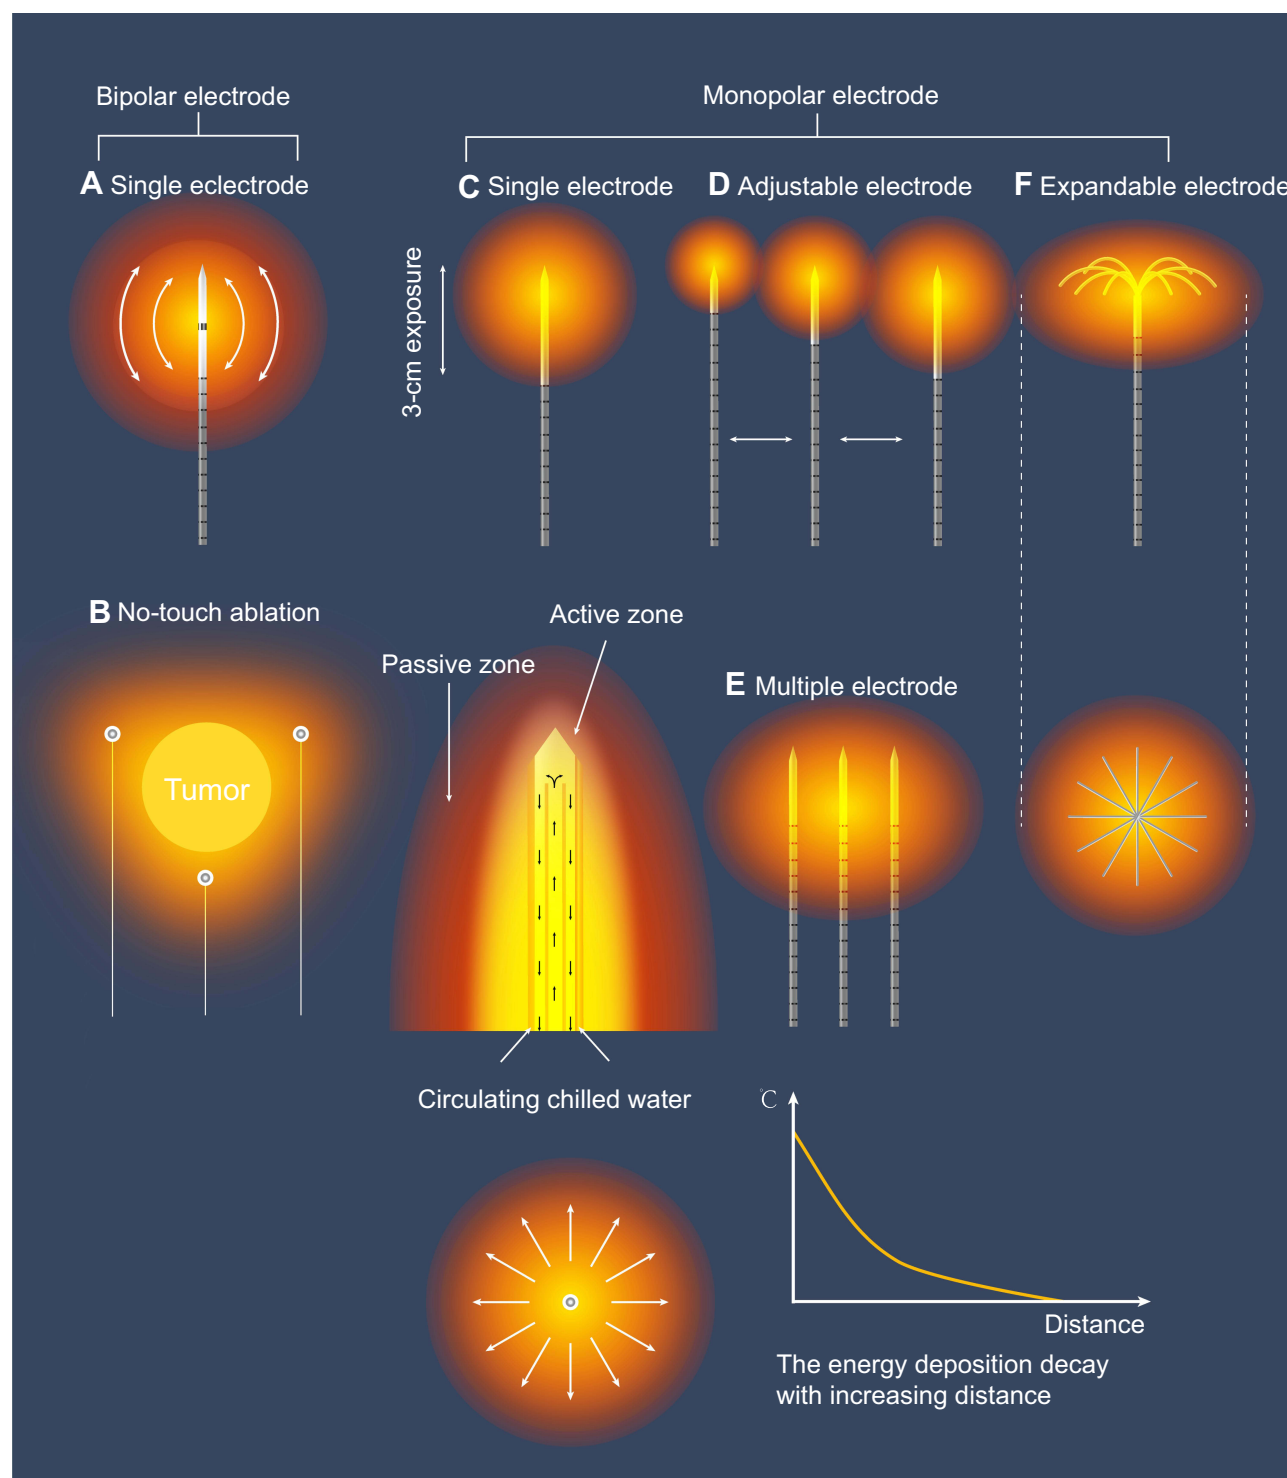 Bipolar electrode
Monopolar electrode
A Single eclectrode
C Single electrode
D Adjustable electrode
F Expandable electrode
3-cm exposure
B No-touch ablation
Active zone
Passive zone
E Multiple electrode
Tumor
Circulating chilled water
℃
Distance
The energy deposition decay
with increasing distance